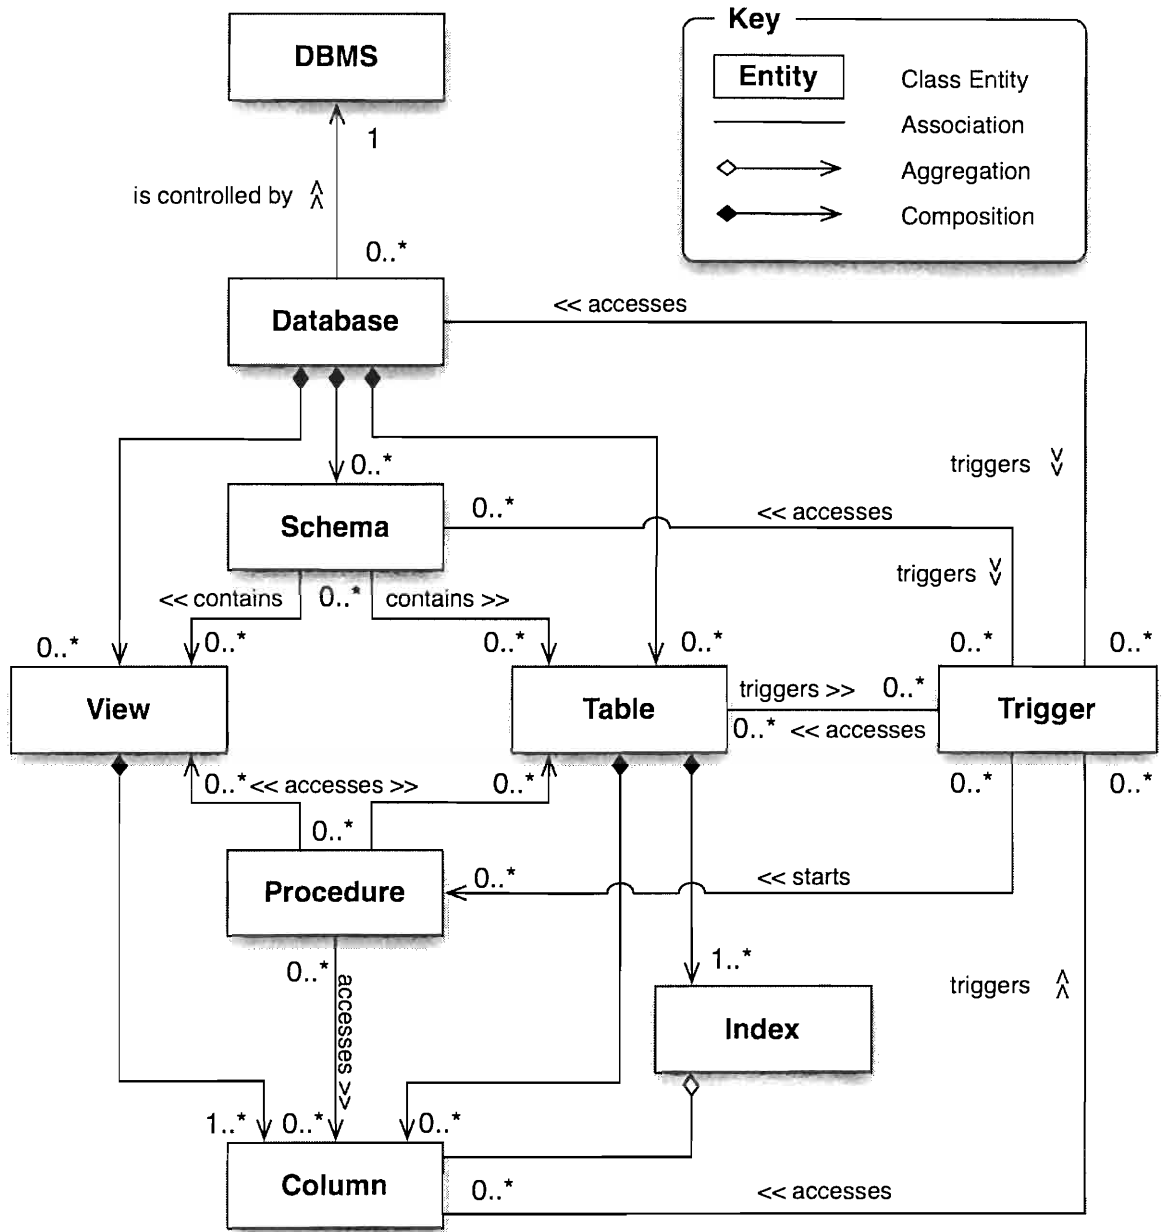 Key
DBMS
Entity
Class Entity
Association
1
Aggregation
is controlled by
Composition
0..*
Database
<< accesses
triggers >>
0..*
0..*
Schema
<< accesses
triggers >>
<< contains
0..*
contains >>
0..*
0..*
0..*
0..*
0..*
0..*
View
Table
triggers >>
0..*
Trigger
0..*
<< accesses
0..*
<< accesses >>
0..*
0..*
0..*
0..*
Procedure
0..*
<< starts
0..*
accesses >>
1..*
triggers
Index
1..*
0..*
0..*
Column
0..*
<< accesses